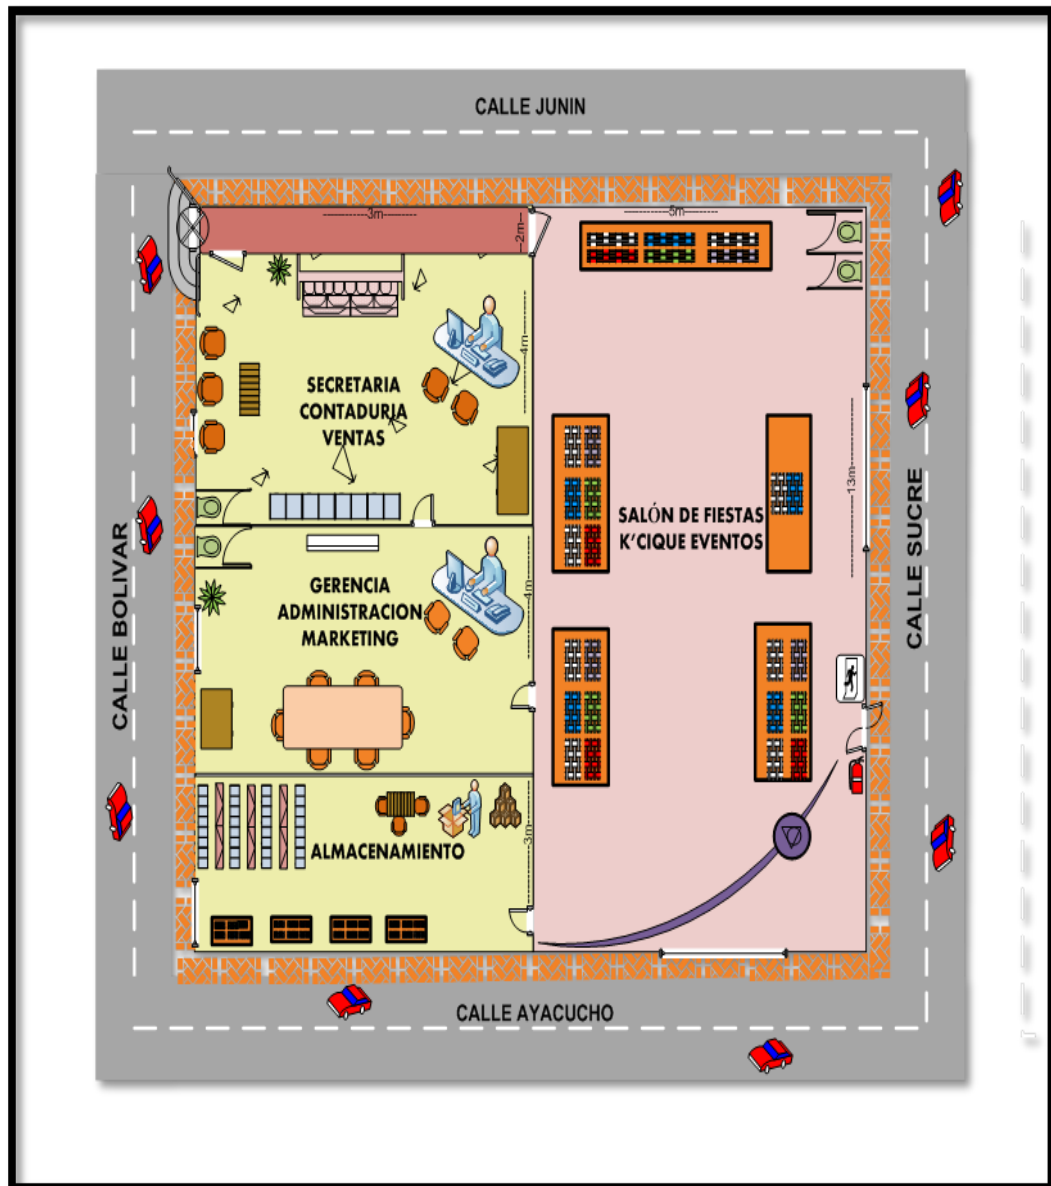 CALLE JUNIN
3m
5m
2m
4m
SECRETARIA
CONTADURIA
VENTAS
13m
SALÓN DE FIESTAS
K'CIQUE EVENTOS
CALLE BOLIVAR
CALLE SUCRE
GERENCIA
ADMINISTRACION
MARKETING
4m
ALMACENAMIENTO
3m
CALLE AYACUCHO